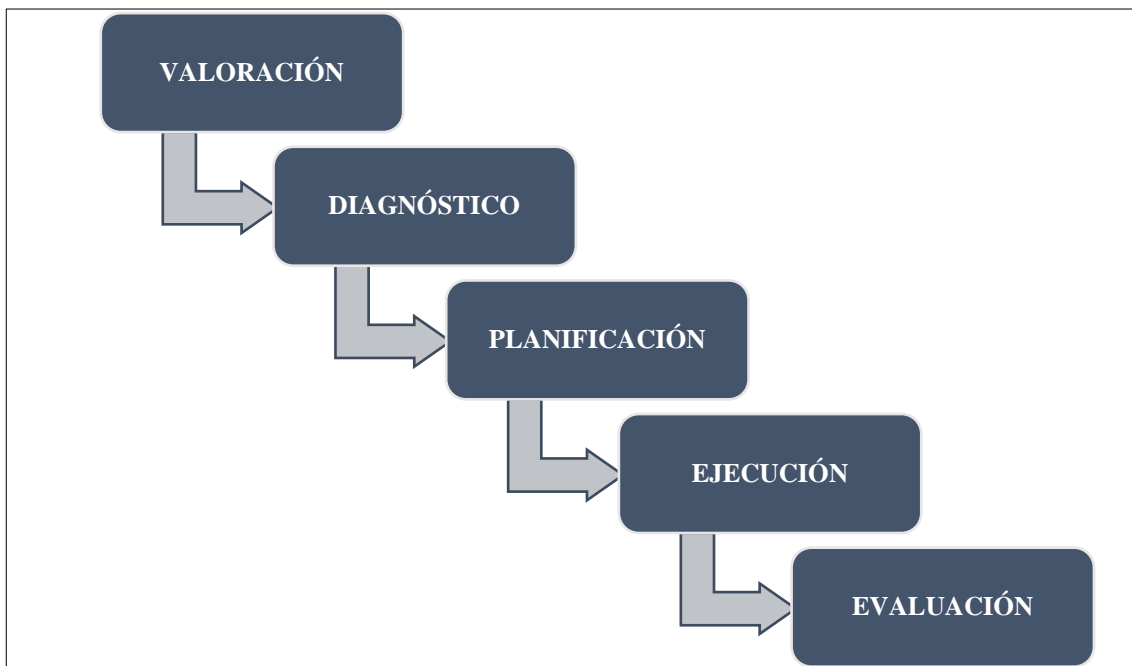 VALORACIÓN
DIAGNÓSTICO
PLANIFICACIÓN
EJECUCIÓN
EVALUACIÓN